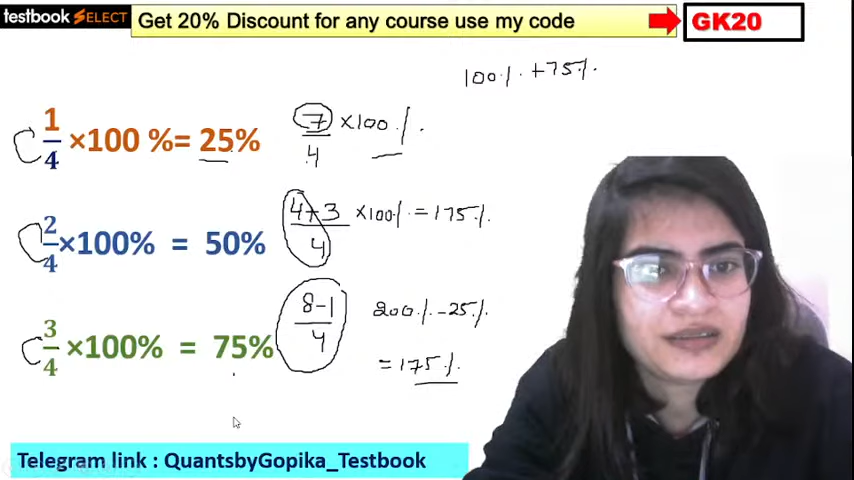 testbook SELECT
Get 20% Discount for any course use my code
GK20
100% + 75%
1/4 ×100 %= 25%
7/4 ×100%
2/4 ×100% = 50%
4+3/4 ×100% = 175%
3/4 ×100% = 75%
8-1/4 200% - 25%
= 175%
Telegram link : QuantsbyGopika_Testbook